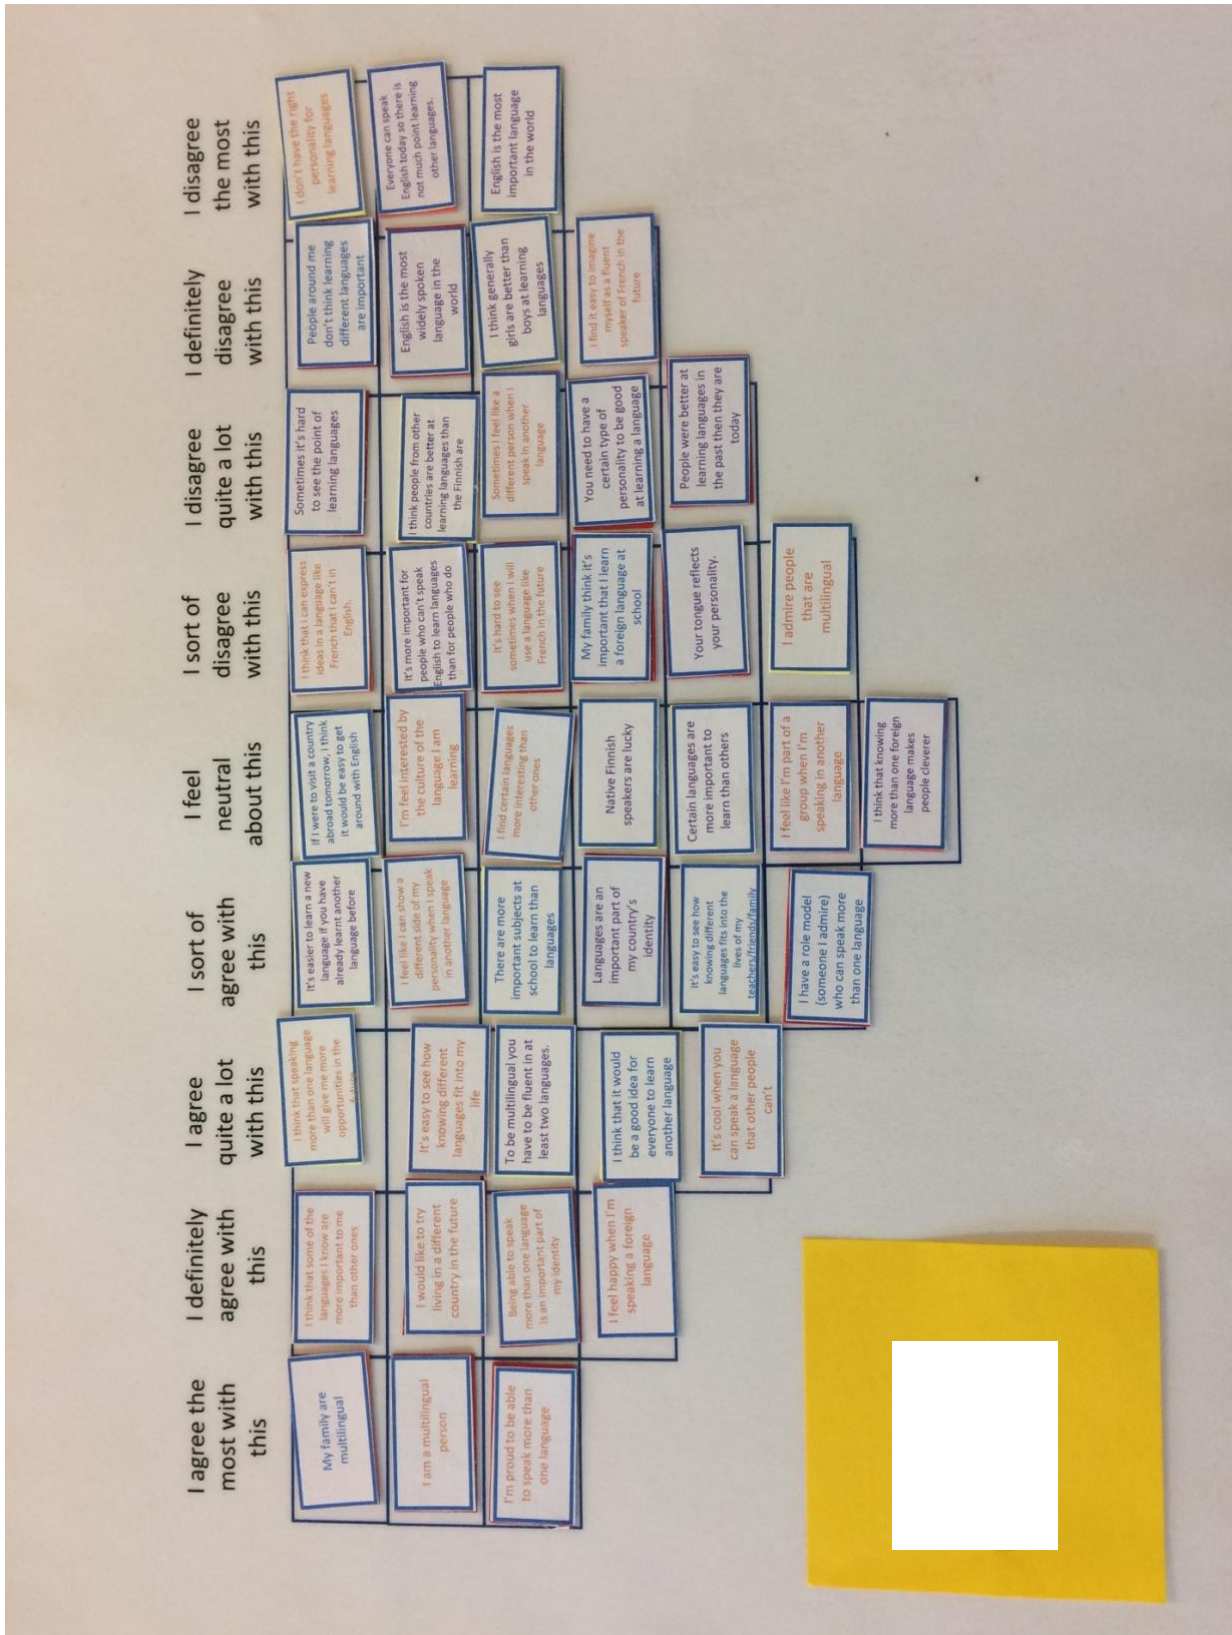 I agree the
most with
this
I definitely
agree with
this
I agree
quite a lot
with this
I sort of
agree with
this
I feel
neutral
about this
I sort of
disagree
with this
I disagree
quite a lot
with this
I definitely
disagree
with this
I disagree
the most
with this
My family are
multilingual
I am a multilingual
person
I'm proud to be able
to speak more than
one language
I think that some of the
languages I know are
more important to me
than other ones
I would like to try
living in a different
country in the future
Being able to speak
more than one language
is an important part of
my identity
I feel happy when I'm
speaking a foreign
language
I think that speaking
more than one language
will give me more
opportunities in the
It's easy to see how
knowing different
languages fit into my
life
To be multilingual you
have to be fluent in at
least two languages.
I think that it would
be a good idea for
everyone to learn
another language
It's cool when you
can speak a language
that other people
can't
It's easier to learn a new
language if you have
already learnt another
language before
I feel like I can show a
different side of my
personality when I speak
in another language
There are more
important subjects at
school to learn than
languages
Languages are an
important part of
my country's
identity
It's easy to see how
knowing different
languages fits into the
lives of my
teachers/friends/family
I have a role model
(someone I admire)
who can speak more
than one language
If I were to visit a country
abroad tomorrow, I think
it would be easy to get
around with English
I'm feel interested by
the culture of the
language I am
learning
I find certain languages
more interesting than
other ones
Native Finnish
speakers are lucky
Certain languages are
more important to
learn than others
I feel like I'm part of a
group when I'm
speaking in another
language
I think that knowing
more than one foreign
language makes
people cleverer
I think that I can express
ideas in a language like
French that I can't in
English.
It's more important for
people who can't speak
English to learn languages
than for people who do
It's hard to see
sometimes when I will
use a language like
French in the future
My family think it's
important that I learn
a foreign language at
school
Your tongue reflects
your personality.
I admire people
that are
multilingual
Sometimes it's hard
to see the point of
learning languages
I think people from other
countries are better at
learning languages than
the Finnish are
Sometimes I feel like a
different person when I
speak in another
language
You need to have a
certain type of
personality to be good
at learning a language
People were better at
learning languages in
the past then they are
today
People around me
don't think learning
different languages
are important
English is the most
widely spoken
language in the
world
I think generally
girls are better than
boys at learning
languages
I find it easy to imagine
myself as a fluent
speaker of French in the
future
I don't have the right
personality for
learning languages
Everyone can speak
English today so there is
not much point learning
other languages.
English is the most
important language
in the world